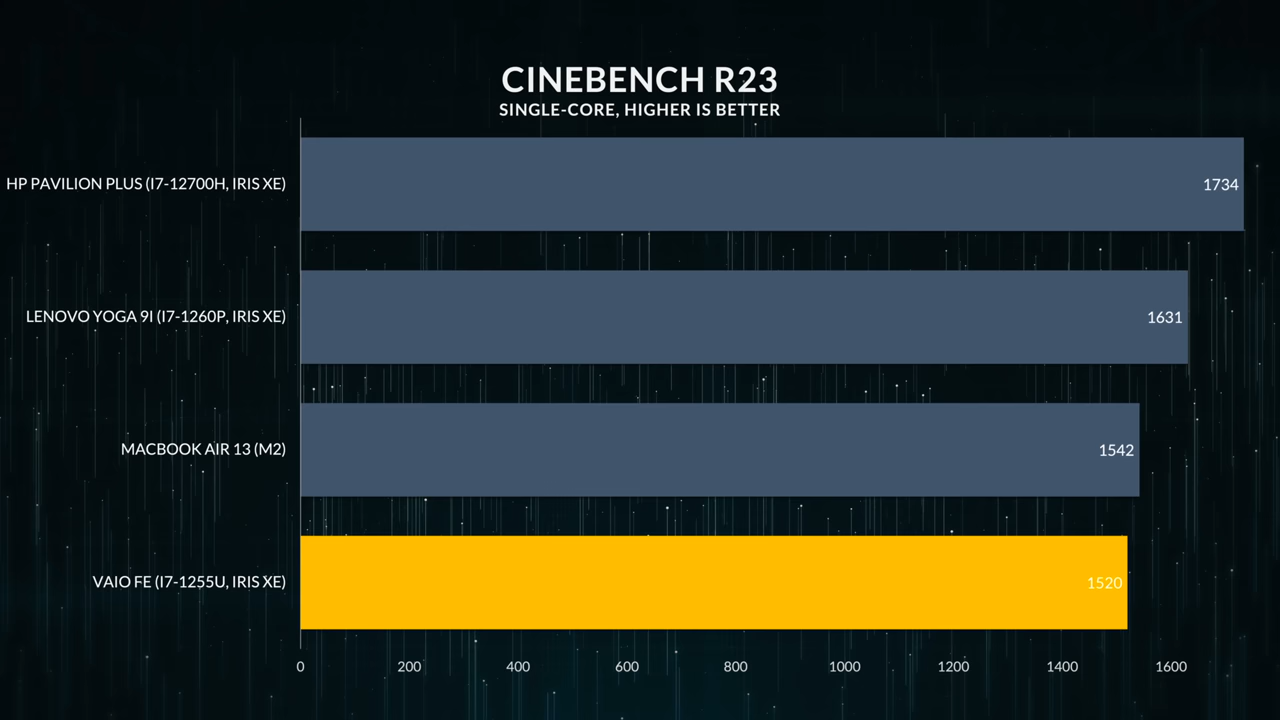 CINEBENCH R23
SINGLE-CORE, HIGHER IS BETTER
HP PAVILION PLUS (I7-12700H, IRIS XE)
1734
LENOVO YOGA 9I (I7-1260P, IRIS XE)
1631
MACBOOK AIR 13 (M2)
1542
VAIO FE (I7-1255U, IRIS XE)
1520
0 200 400 600 800 1000 1200 1400 1600